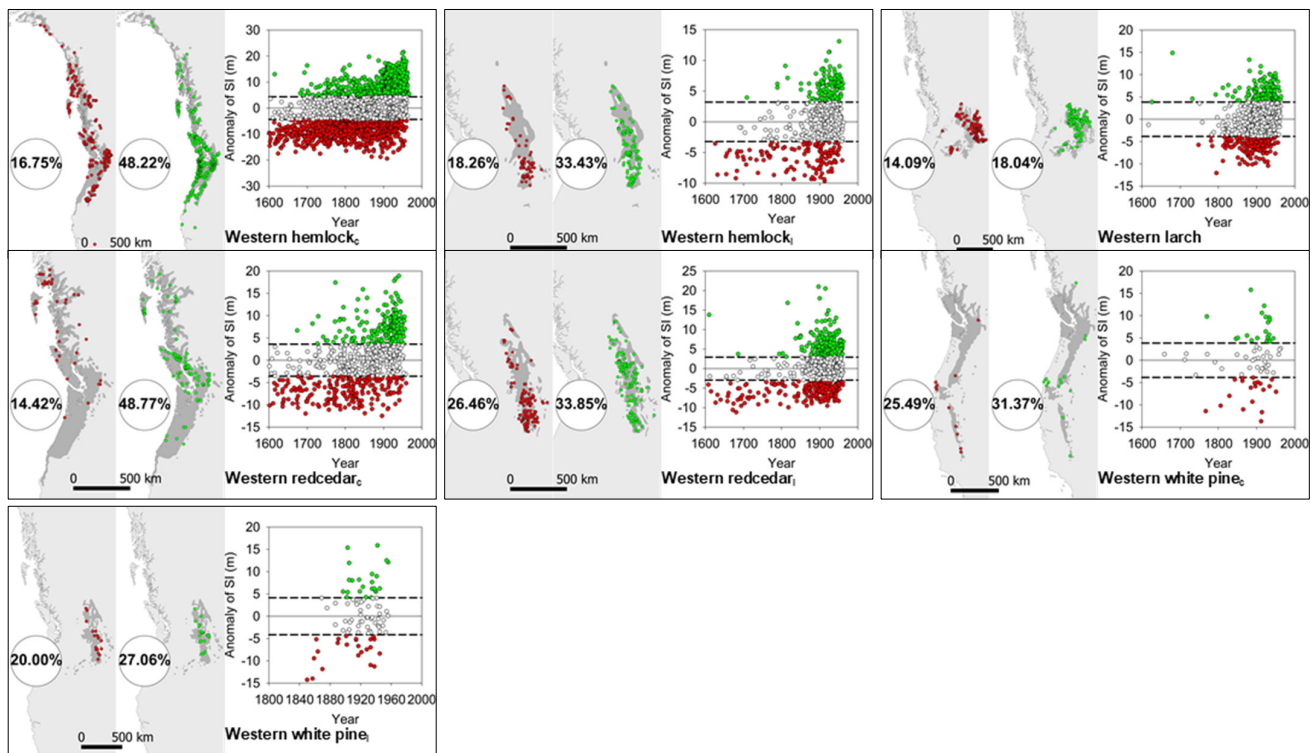 16.75%
48.22%
0 500 km
Anomaly of SI (m)
30
20
10
0
-10
-20
-30
1600 1700 1800 1900 2000
Year
Western hemlockc
18.26%
33.43%
0 500 km
Anomaly of SI (m)
15
10
5
0
-5
-10
1600 1700 1800 1900 2000
Year
Western hemlockl
14.09%
18.04%
0 500 km
Anomaly of SI (m)
20
15
10
5
0
-5
-10
-15
1600 1700 1800 1900 2000
Year
Western larch
14.42%
48.77%
0 500 km
Anomaly of SI (m)
20
15
10
5
0
-5
-10
-15
1600 1700 1800 1900 2000
Year
Western redcedarc
26.46%
33.85%
0 500 km
Anomaly of SI (m)
25
20
15
10
5
0
-5
-10
-15
1600 1700 1800 1900 2000
Year
Western redcedarl
25.49%
31.37%
0 500 km
Anomaly of SI (m)
20
15
10
5
0
-5
-10
-15
1600 1700 1800 1900 2000
Year
Western white pinec
20.00%
27.06%
0 500 km
Anomaly of SI (m)
20
15
10
5
0
-5
-10
-15
1800 1840 1880 1920 1960 2000
Year
Western white pinel